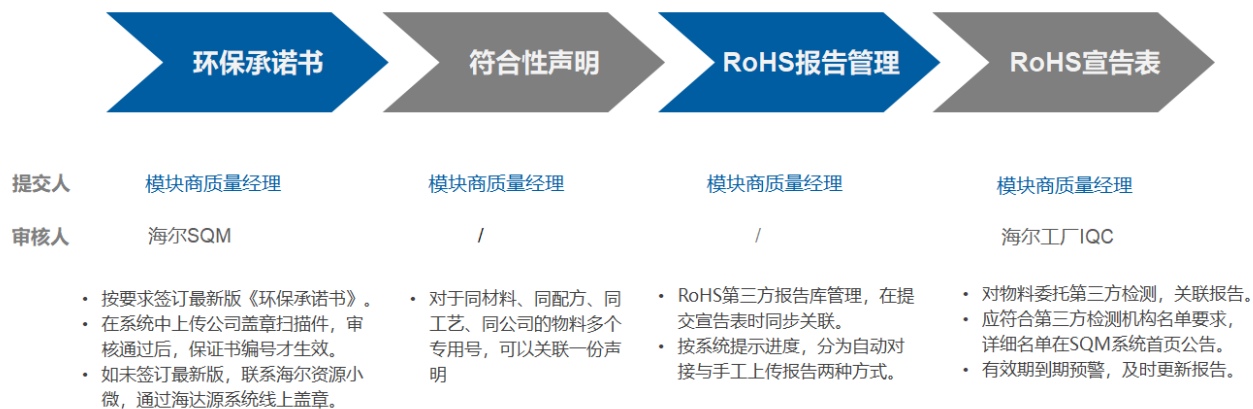 环保承诺书
符合性声明
RoHS报告管理
RoHS宣告表
提交人
模块商质量经理
模块商质量经理
模块商质量经理
模块商质量经理
审核人
海尔SQM
/
/
海尔工厂IQC
• 按要求签订最新版《环保承诺书》。
• 在系统中上传公司盖章扫描件，审
核通过后，保证书编号才生效。
• 如未签订最新版，联系海尔资源小
微，通过海达源系统线上盖章。
• 对于同材料、同配方、同
工艺、同公司的物料多个
专用号，可以关联一份声
明
• RoHS第三方报告库管理，在提
交宣告表时同步关联。
• 按系统提示进度，分为自动对
接与手工上传报告两种方式。
• 对物料委托第三方检测，关联报告。
• 应符合第三方检测机构名单要求，
详细名单在SQM系统首页公告。
• 有效期到期预警，及时更新报告。